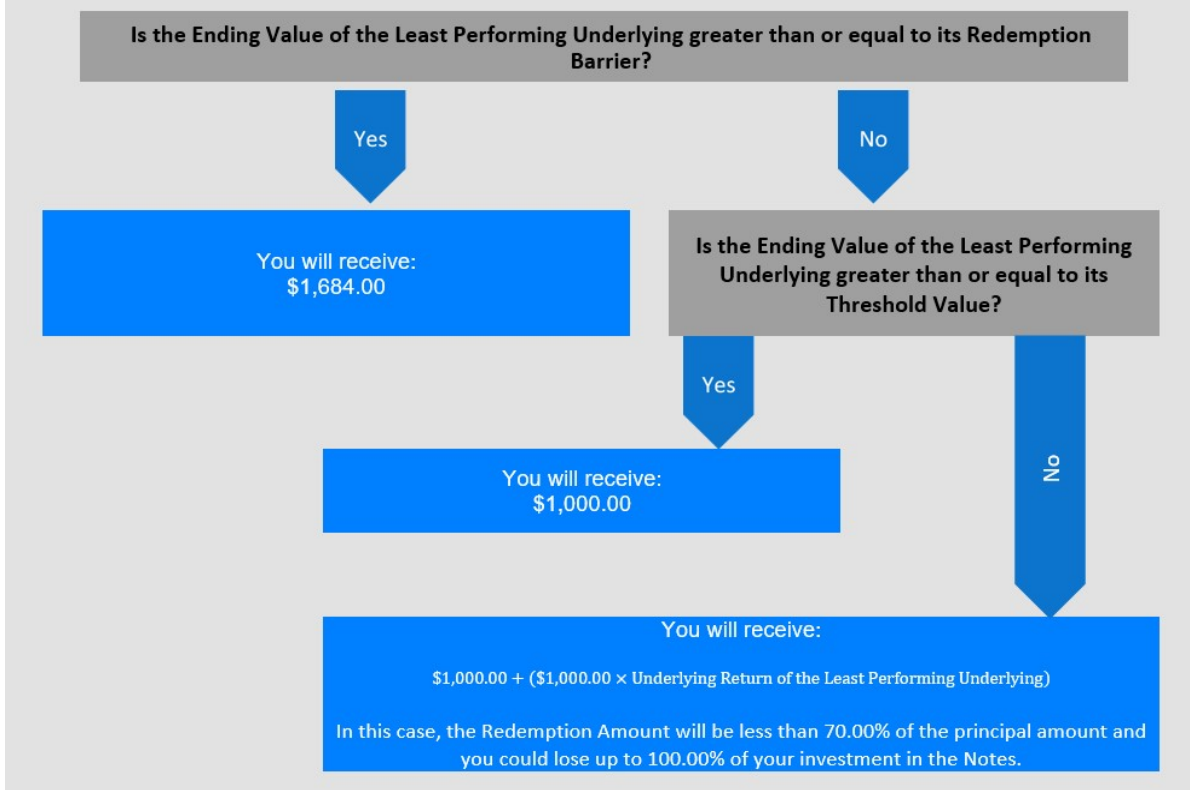 Is the Ending Value of the Least Performing Underlying greater than or equal to its Redemption
Barrier?
Yes
No
You will receive:
$1,684.00
Is the Ending Value of the Least Performing
Underlying greater than or equal to its
Threshold Value?
Yes
No
You will receive:
$1,000.00
You will receive:
$1,000.00 + ($1,000.00 × Underlying Return of the Least Performing Underlying)
In this case, the Redemption Amount will be less than 70.00% of the principal amount and
you could lose up to 100.00% of your investment in the Notes.